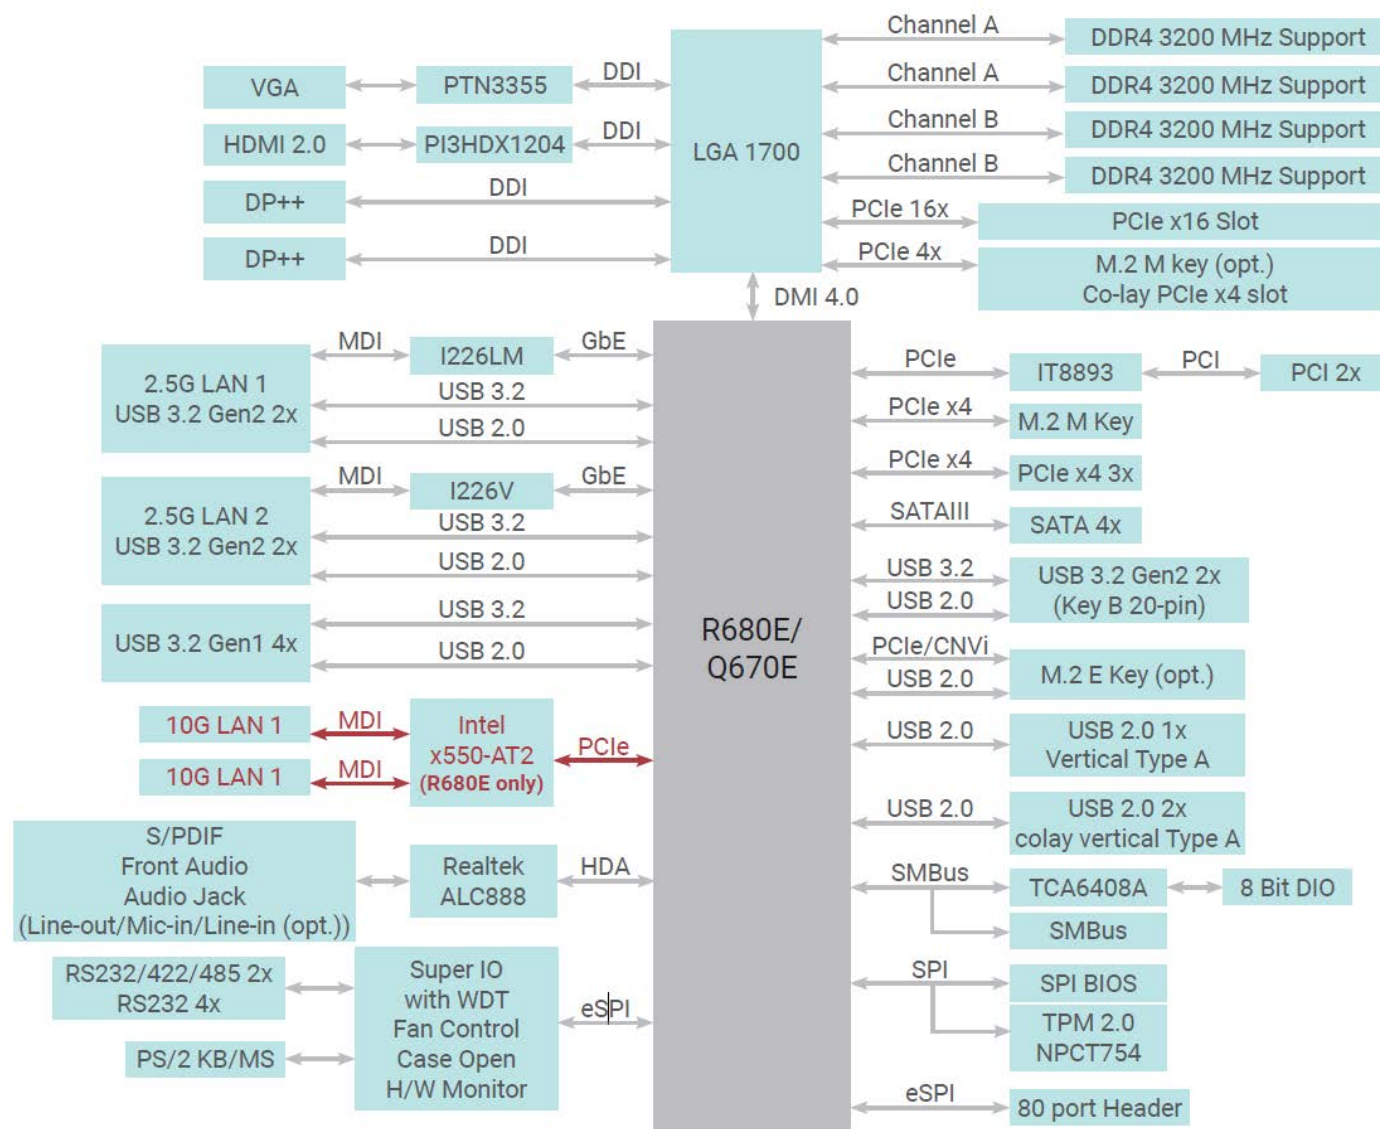 Channel A
DDR4 3200 MHz Support
Channel A
DDR4 3200 MHz Support
Channel B
DDR4 3200 MHz Support
Channel B
DDR4 3200 MHz Support
VGA
PTN3355
DDI
HDMI 2.0
PI3HDX1204
DDI
DP++
DDI
DP++
DDI
LGA 1700
PCIe 16x
PCIe x16 Slot
PCIe 4x
M.2 M key (opt.)
Co-lay PCIe x4 slot
DMI 4.0
2.5G LAN 1
USB 3.2 Gen2 2x
MDI
I226LM
GbE
USB 3.2
USB 2.0
2.5G LAN 2
USB 3.2 Gen2 2x
MDI
I226V
GbE
USB 3.2
USB 2.0
USB 3.2 Gen1 4x
USB 3.2
USB 2.0
10G LAN 1
MDI
10G LAN 1
MDI
Intel
x550-AT2
(R680E only)
PCIe
S/PDIF
Front Audio
Audio Jack
(Line-out/Mic-in/Line-in (opt.))
Realtek
ALC888
HDA
RS232/422/485 2x
RS232 4x
PS/2 KB/MS
Super IO
with WDT
Fan Control
Case Open
H/W Monitor
eSPI
R680E/
Q670E
PCIe
IT8893
PCI
PCI 2x
PCIe x4
M.2 M Key
PCIe x4
PCIe x4 3x
SATAIII
SATA 4x
USB 3.2
USB 2.0
USB 3.2 Gen2 2x
(Key B 20-pin)
PCIe/CNVi
USB 2.0
M.2 E Key (opt.)
USB 2.0
USB 2.0 1x
Vertical Type A
USB 2.0
USB 2.0 2x
colay vertical Type A
SMBus
TCA6408A
8 Bit DIO
SMBus
SPI
SPI BIOS
TPM 2.0
NPCT754
eSPI
80 port Header